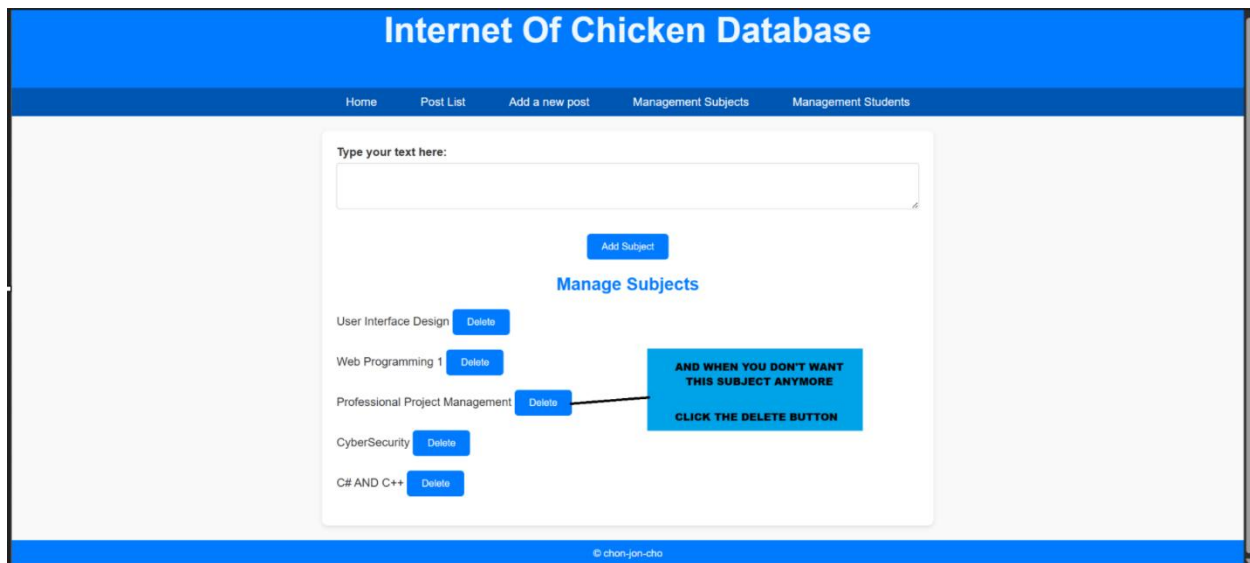 Internet Of Chicken Database
Home Post List Add a new post Management Subjects Management Students
Type your text here:
Add Subject
Manage Subjects
User Interface Design Delete
Web Programming 1 Delete
Professional Project Management Delete
AND WHEN YOU DON'T WANT
THIS SUBJECT ANYMORE
CLICK THE DELETE BUTTON
CyberSecurity Delete
C# AND C++ Delete
© chon-jon-cho